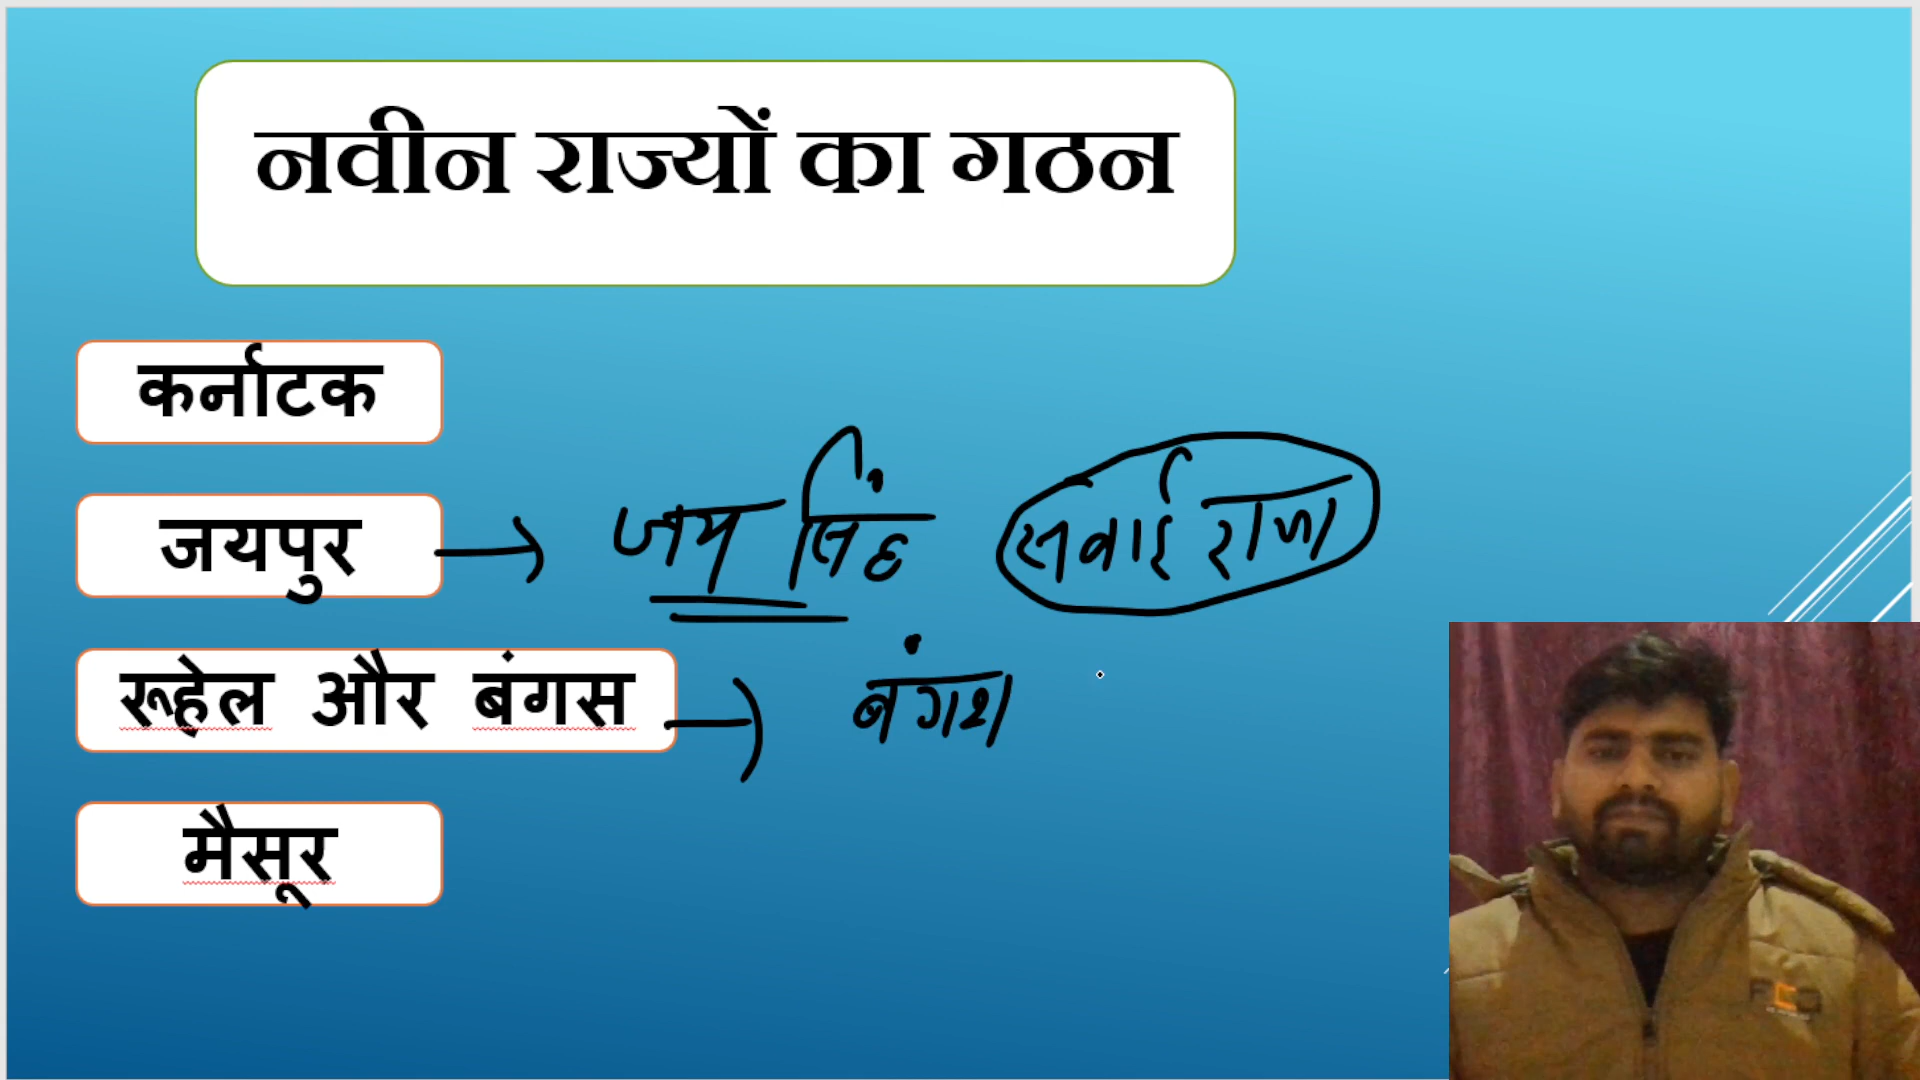 नवीन राज्यों का गठन
कर्नाटक
जयपुर जय सिंह सवाई राजा
रूहेल और बंगस बंगश
मैसूर